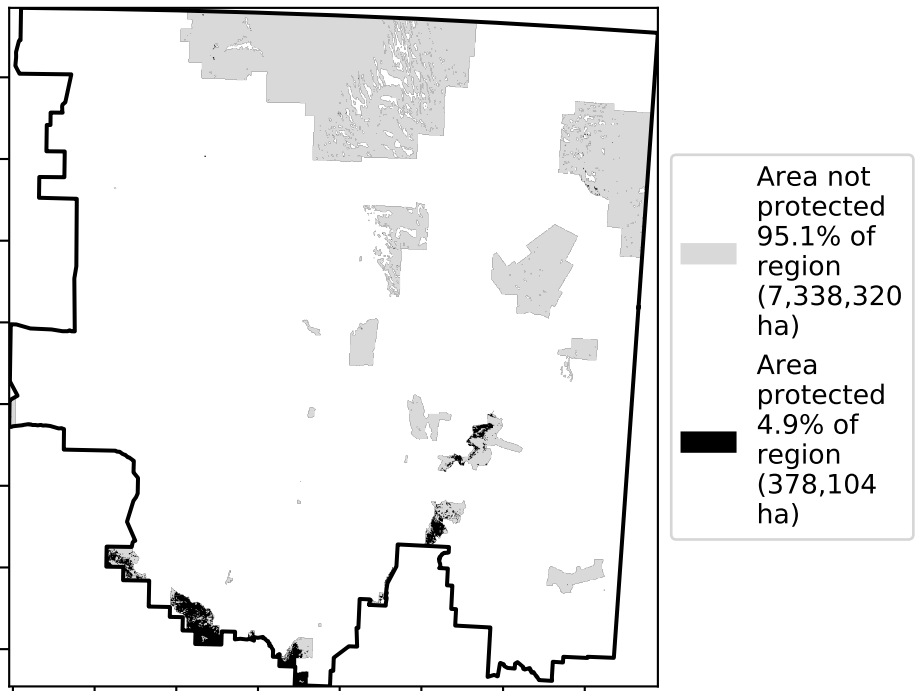 Area not
protected
95.1% of
region
(7,338,320
ha)
Area
protected
4.9% of
region
(378,104
ha)